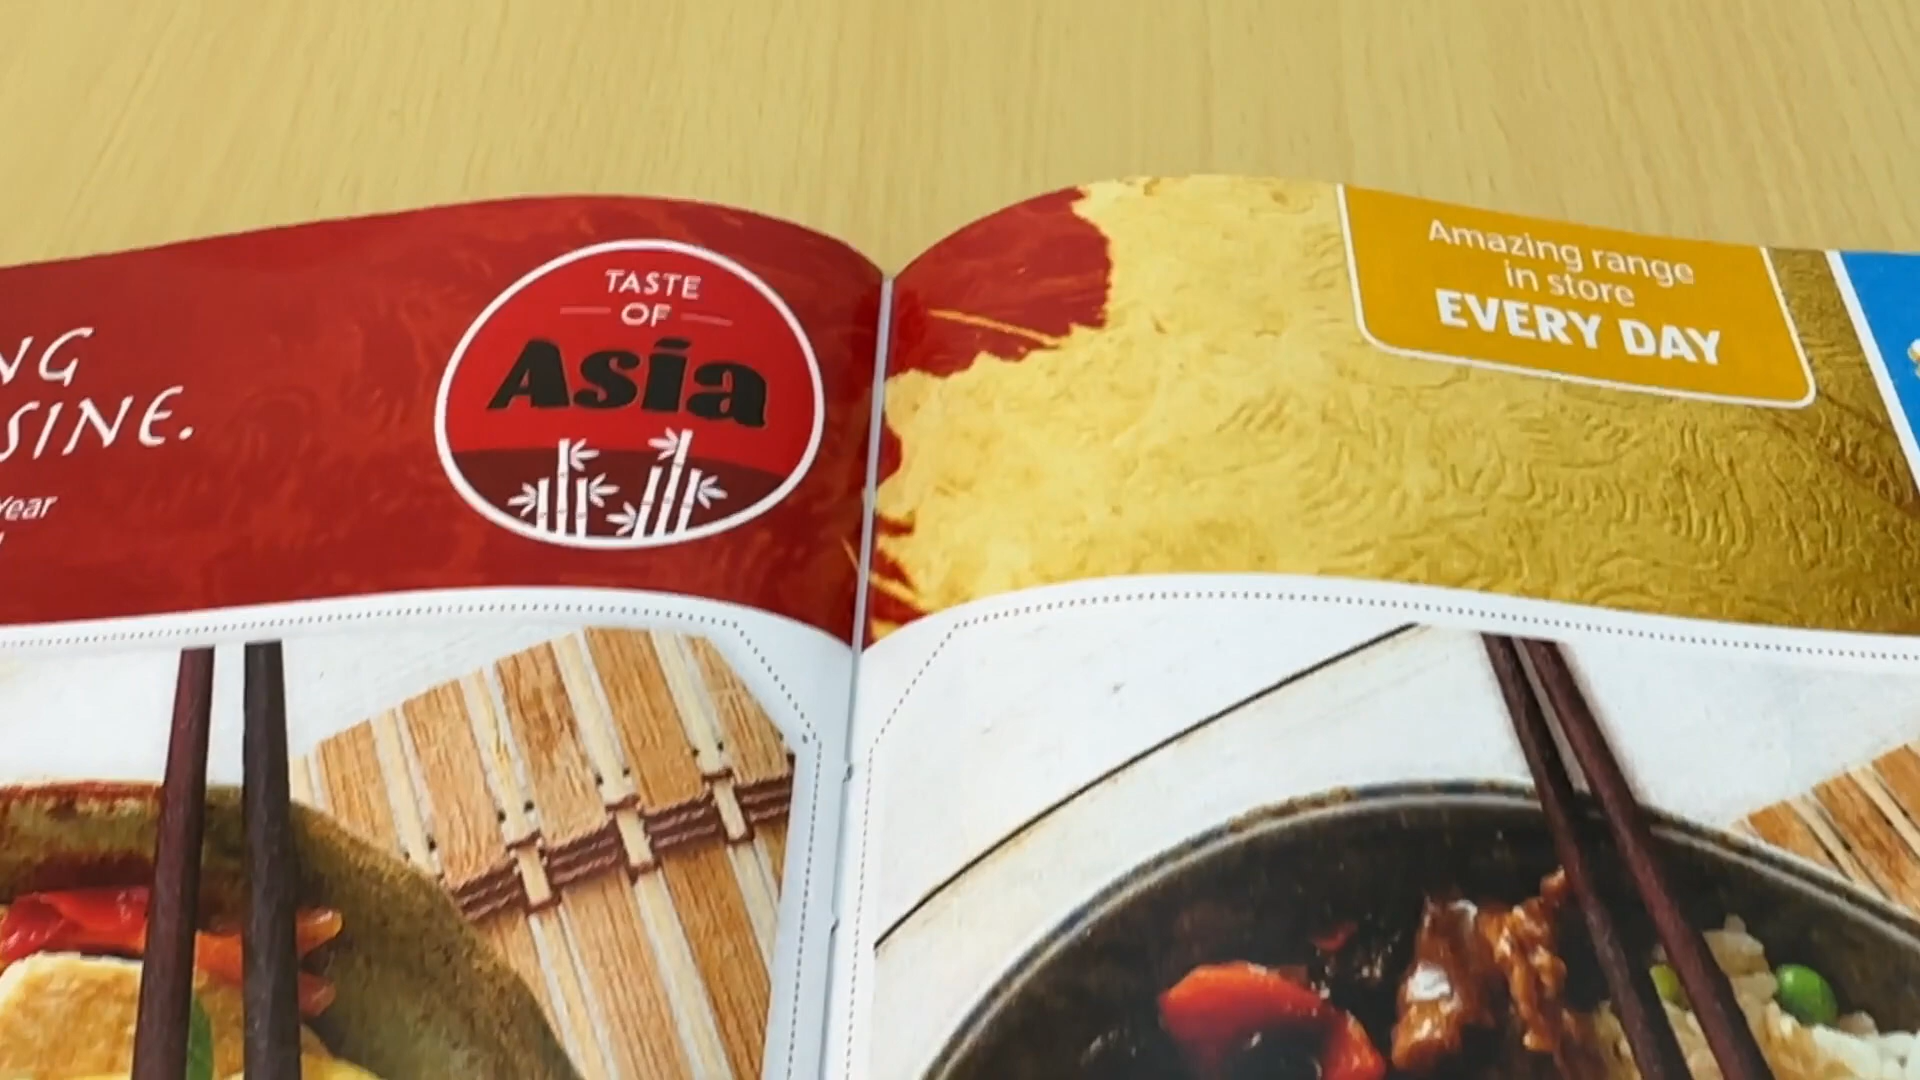 NG
SINE.
Year
TASTE
OF
Asia
Amazing range
in store
EVERY DAY